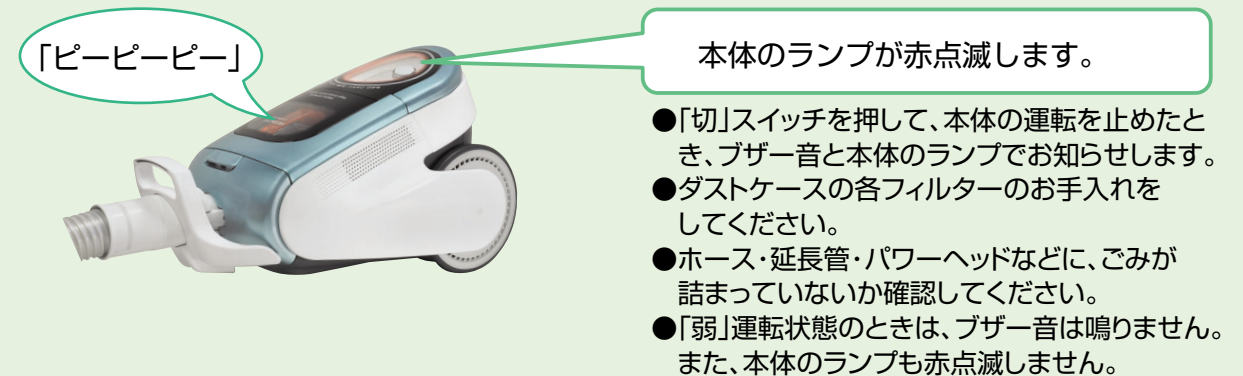 「ピーピーピー」
本体のランプが赤点滅します。
●「切」スイッチを押して、本体の運転を止めたと
き、ブザー音と本体のランプでお知らせします。
●ダストケースの各フィルターのお手入れを
してください。
●ホース・延長管・パワーヘッドなどに、ごみが
詰まっていないか確認してください。
●「弱」運転状態のときは、ブザー音は鳴りません。
また、本体のランプも赤点滅しません。